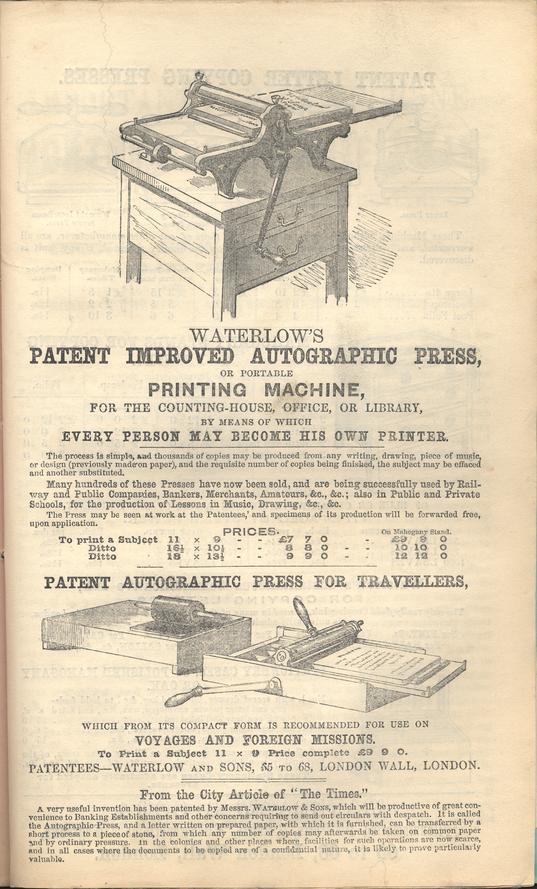 WATERLOW'S
PATENT IMPROVED AUTOGRAPHIC PRESS,
OR PORTABLE
PRINTING MACHINE,
FOR THE COUNTING-HOUSE, OFFICE, OR LIBRARY,
BY MEANS OF WHICH
EVERY PERSON MAY BECOME HIS OWN PRINTER.
The process is simple, and thousands of copies may be produced from any writing, drawing, piece of music,
or design (previously made on paper), and the requisite number of copies being finished, the subject may be effaced
and another substituted.
Many hundreds of these Presses have now been sold, and are being successfully used by Rail-
way and Public Companies, Bankers, Merchants, Amateurs, &c., &c.; also in Public and Private
Schools, for the production of Lessons in Music, Drawing, &c., &c.
The Press may be seen at work at the Patentees,' and specimens of its production will be forwarded free,
upon application.
PRICES. On Mahogany Stand.
To print a Subject 11 × 9 - - £7 7 0 - - £9 9 0
Ditto 16½ × 10½ - - 8 8 0 - - 10 10 0
Ditto 18 × 13½ - - 9 9 0 - - 12 12 0
PATENT AUTOGRAPHIC PRESS FOR TRAVELLERS,
WHICH FROM ITS COMPACT FORM IS RECOMMENDED FOR USE ON
VOYAGES AND FOREIGN MISSIONS.
To Print a Subject 11 × 9 Price complete £9 9 0.
PATENTEES—WATERLOW AND SONS, 65 TO 68, LONDON WALL, LONDON.
From the City Article of "The Times."
A very useful invention has been patented by Messrs. WATERLOW & SONS, which will be productive of great con-
venience to Banking Establishments and other concerns requiring to send out circulars with despatch. It is called
the Autographic Press, and a letter written on prepared paper, with which it is furnished, can be transferred by a
short process to a piece of stone, from which any number of copies may afterwards be taken on common paper
and by ordinary pressure. In the colonies and other places where facilities for such operations are now scarce,
and in all cases where the documents to be copied are of a confidential nature, it is likely to prove particularly
valuable.